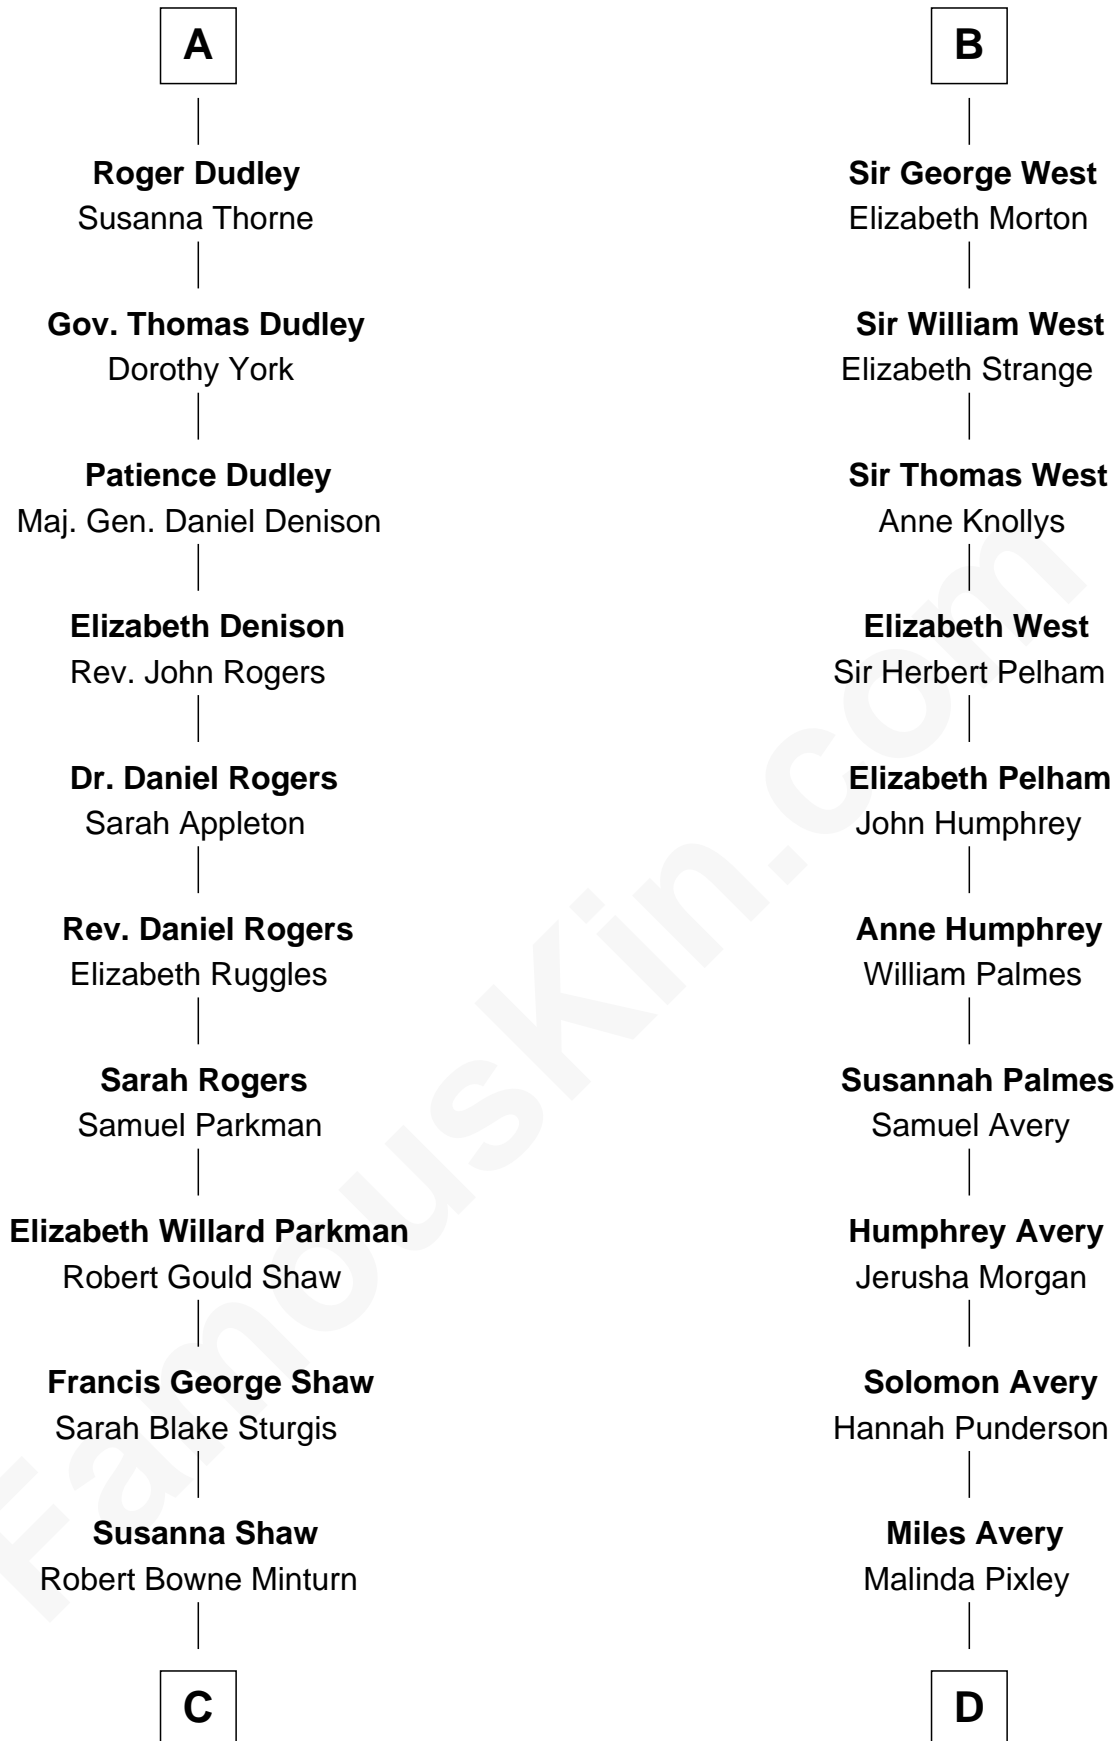 A
Roger Dudley
Susanna Thorne
Gov. Thomas Dudley
Dorothy York
Patience Dudley
Maj. Gen. Daniel Denison
Elizabeth Denison
Rev. John Rogers
Dr. Daniel Rogers
Sarah Appleton
Rev. Daniel Rogers
Elizabeth Ruggles
Sarah Rogers
Samuel Parkman
Elizabeth Willard Parkman
Robert Gould Shaw
Francis George Shaw
Sarah Blake Sturgis
Susanna Shaw
Robert Bowne Minturn
C
B
Sir George West
Elizabeth Morton
Sir William West
Elizabeth Strange
Sir Thomas West
Anne Knollys
Elizabeth West
Sir Herbert Pelham
Elizabeth Pelham
John Humphrey
Anne Humphrey
William Palmes
Susannah Palmes
Samuel Avery
Humphrey Avery
Jerusha Morgan
Solomon Avery
Hannah Punderson
Miles Avery
Malinda Pixley
D
FamousKin.com